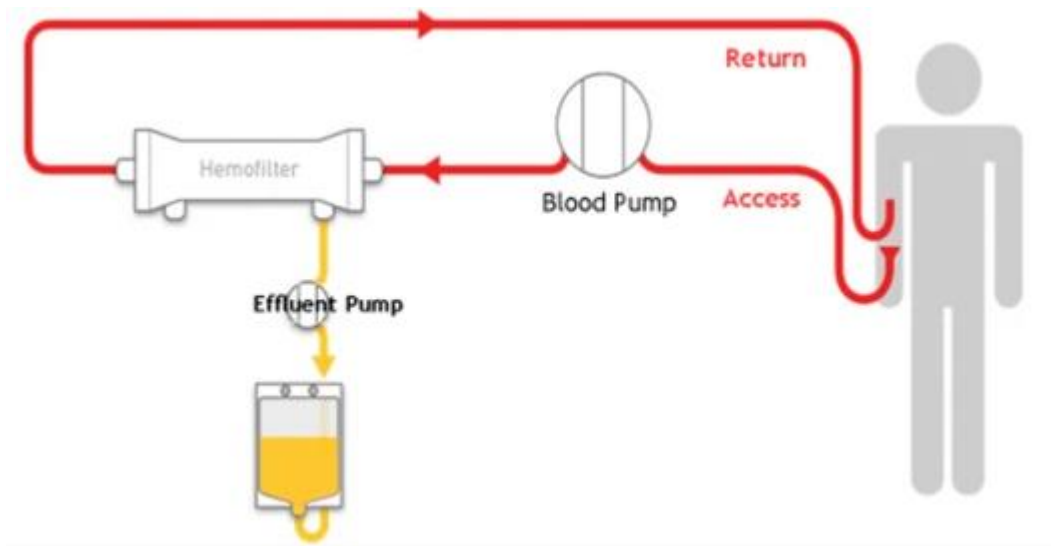 Return
Hemofilter
Blood Pump
Access
Effluent Pump